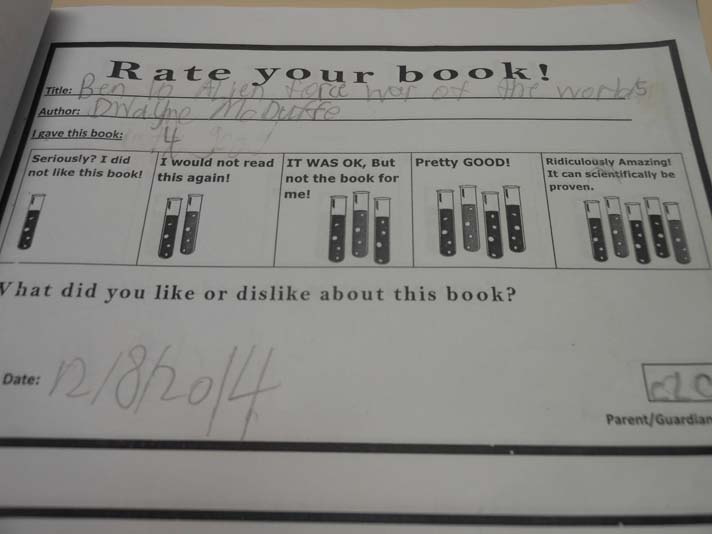 Rate your book!
Title: Ben 10 Alien force war of the worlds
Author: Dwayne McDuffe
I gave this book: 4
Seriously? I did not like this book!
I would not read this again!
IT WAS OK, But not the book for me!
Pretty GOOD!
Ridiculously Amazing! It can scientifically be proven.
What did you like or dislike about this book?
Date: 12/8/2014
Parent/Guardian